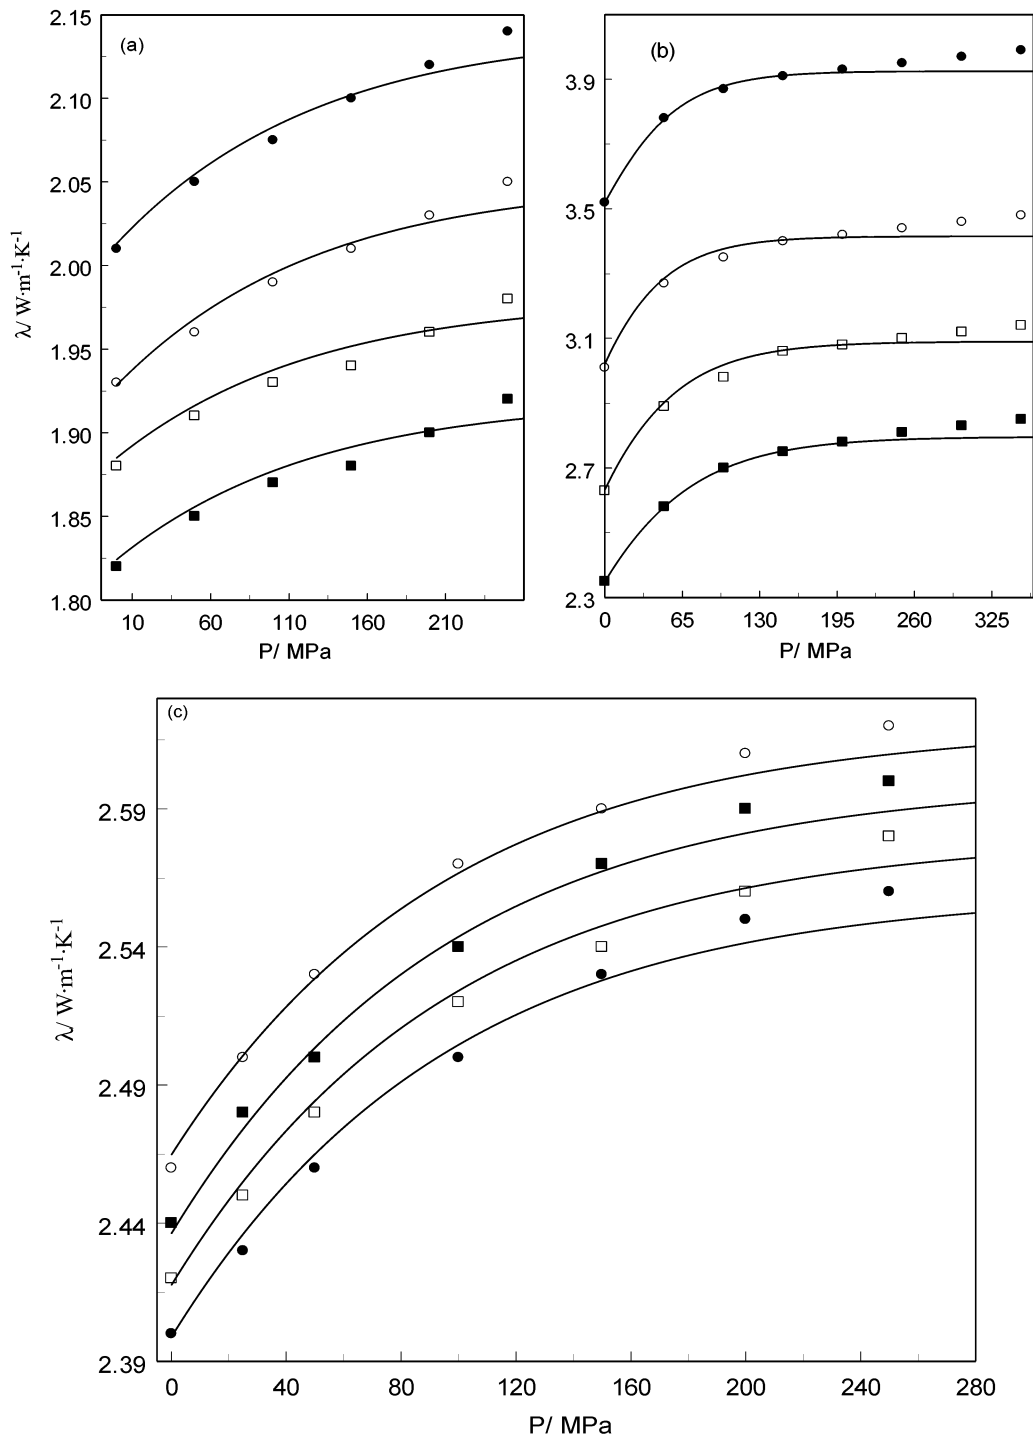 (a)
2.15
2.10
2.05
2.00
1.95
1.90
1.85
1.80
λ/ W·m⁻¹·K⁻¹
10 60 110 160 210
P/ MPa
(b)
3.9
3.5
3.1
2.7
2.3
0 65 130 195 260 325
P/ MPa
(c)
2.59
2.54
2.49
2.44
2.39
λ/ W·m⁻¹·K⁻¹
0 40 80 120 160 200 240 280
P/ MPa